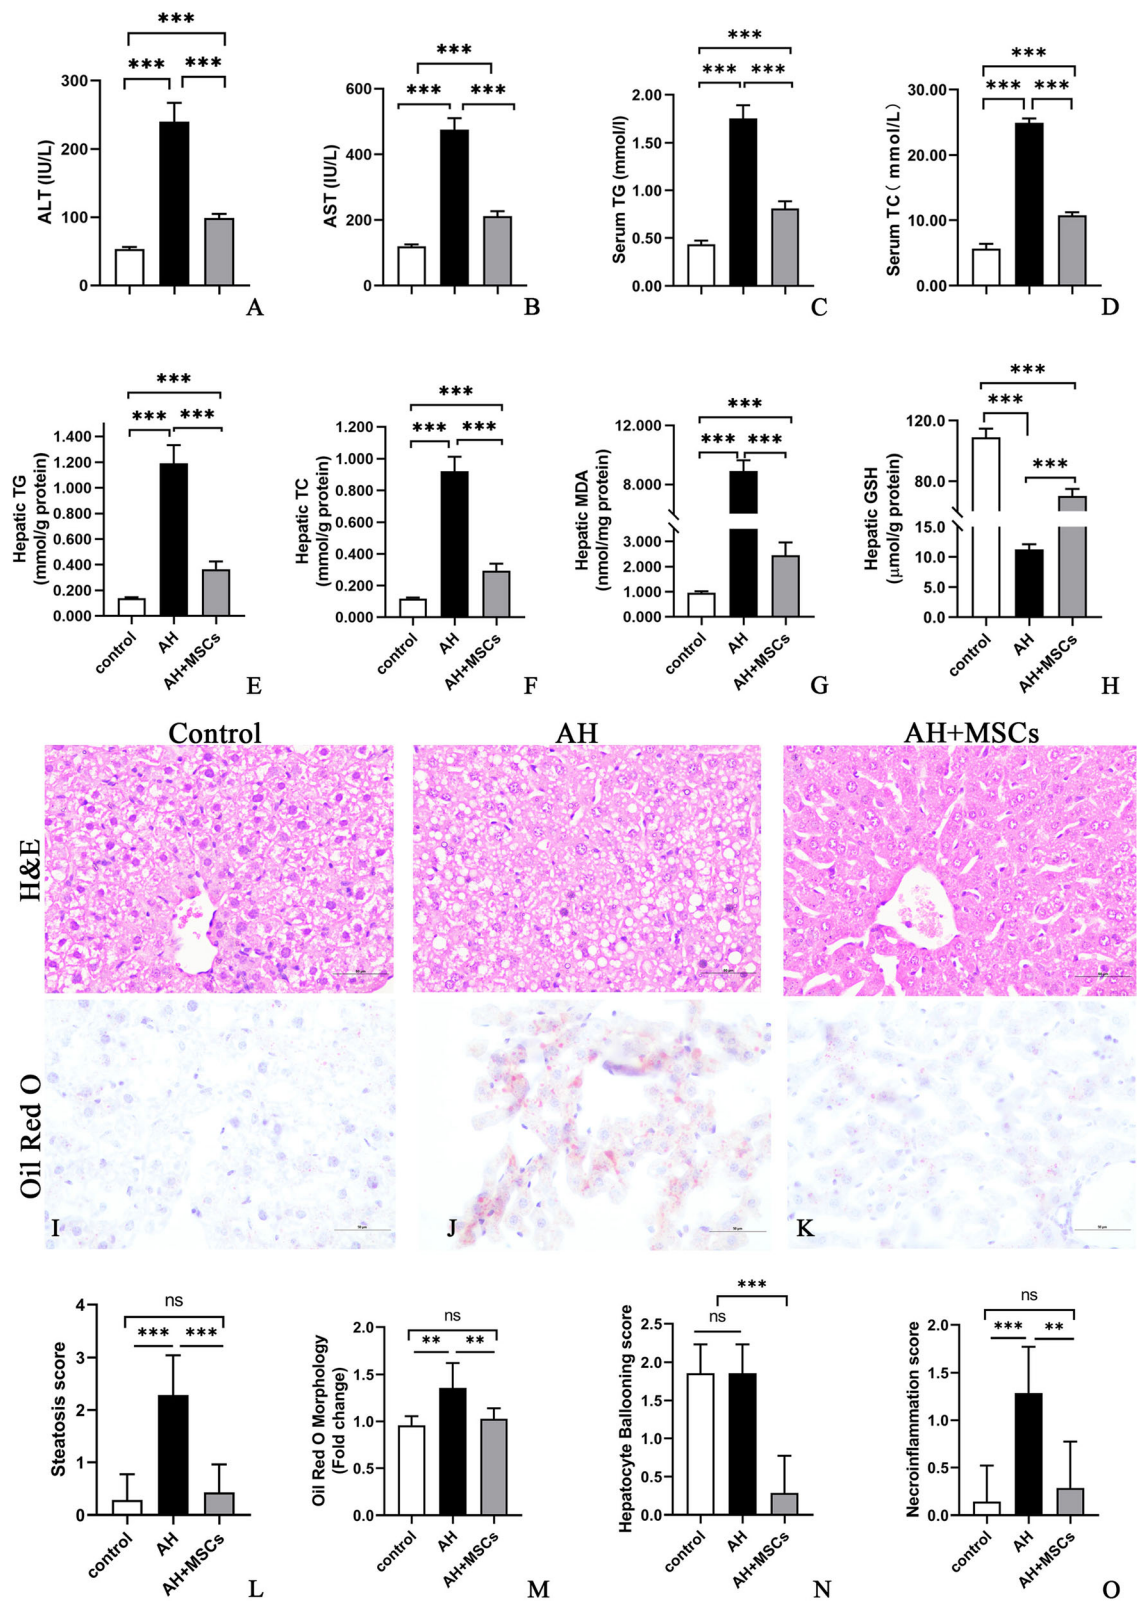 ***
*** ***
ALT (IU/L)
300
200
100
0
A
***
*** ***
AST (IU/L)
600
400
200
0
B
***
*** ***
Serum TG (mmol/l)
2.00
1.50
1.00
0.50
0.00
C
***
*** ***
Serum TC( mmol/L)
30.00
20.00
10.00
0.00
D
***
*** ***
Hepatic TG
(mmol/g protein)
1.400
1.200
1.000
0.800
0.600
0.400
0.200
0.000
control
AH
AH+MSCs
E
***
*** ***
Hepatic TC
(mmol/g protein)
1.200
1.000
0.800
0.600
0.400
0.200
0.000
control
AH
AH+MSCs
F
***
*** ***
Hepatic MDA
(nmol/mg protein)
12.000
8.000
3.000
2.000
1.000
0.000
control
AH
AH+MSCs
G
***
***
***
Hepatic GSH
(μmol/g protein)
120.0
80.0
15.0
10.0
5.0
0.0
control
AH
AH+MSCs
H
Control
AH
AH+MSCs
H&E
Oil Red O
I
J
K
ns
*** ***
Steatosis score
4
3
2
1
0
control
AH
AH+MSCs
L
ns
** **
Oil Red O Morphology
(Fold change)
2.0
1.5
1.0
0.5
0.0
control
AH
AH+MSCs
M
***
ns
Hepatocyte Ballooning score
2.5
2.0
1.5
1.0
0.5
0.0
control
AH
AH+MSCs
N
ns
*** **
Necroinflammation score
2.0
1.5
1.0
0.5
0.0
control
AH
AH+MSCs
O